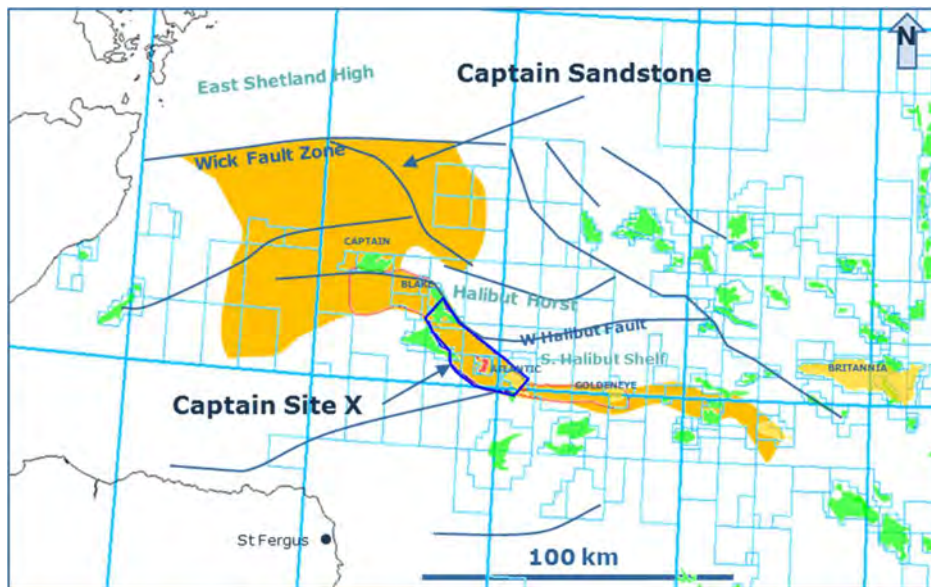 N
East Shetland High
Captain Sandstone
Wick Fault Zone
CAPTAIN
BLAKE
Halibut Horst
W Halibut Fault
S. Halibut Shelf
ATLANTIC
BRITANNIA
GOLDENEYE
Captain Site X
St Fergus
100 km